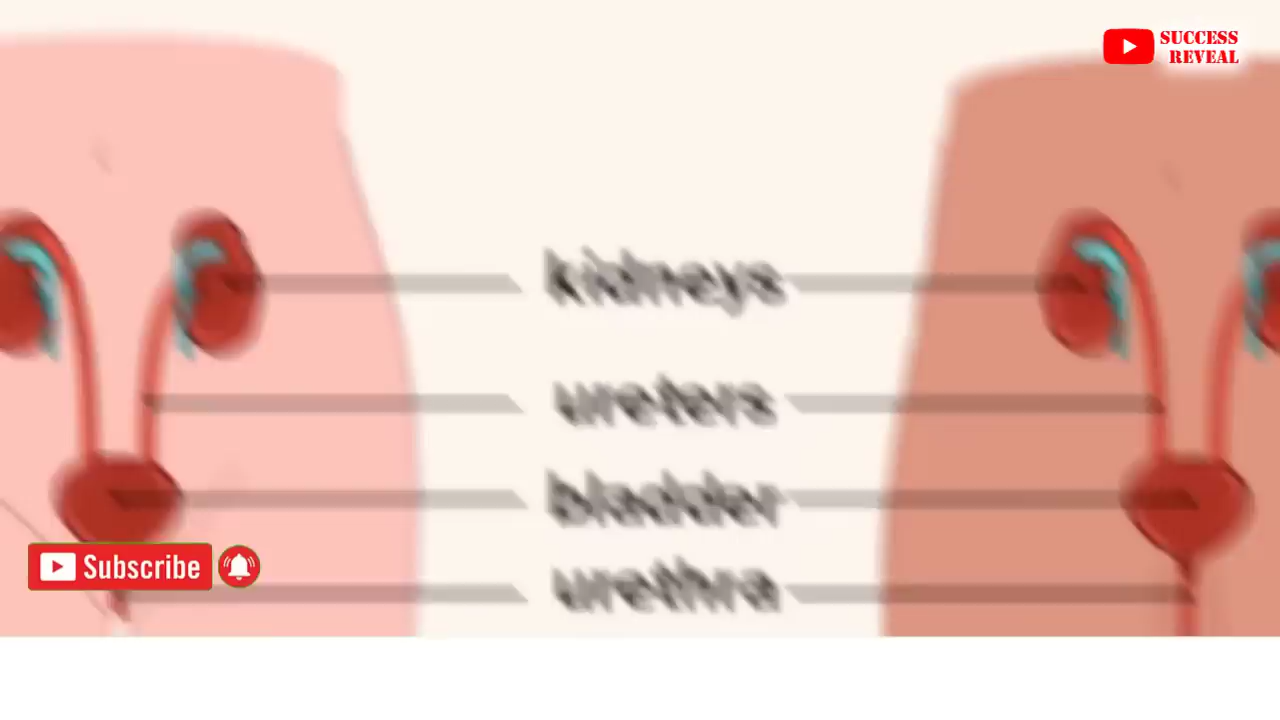 SUCCESS
REVEAL
kidneys
ureters
bladder
urethra
Subscribe